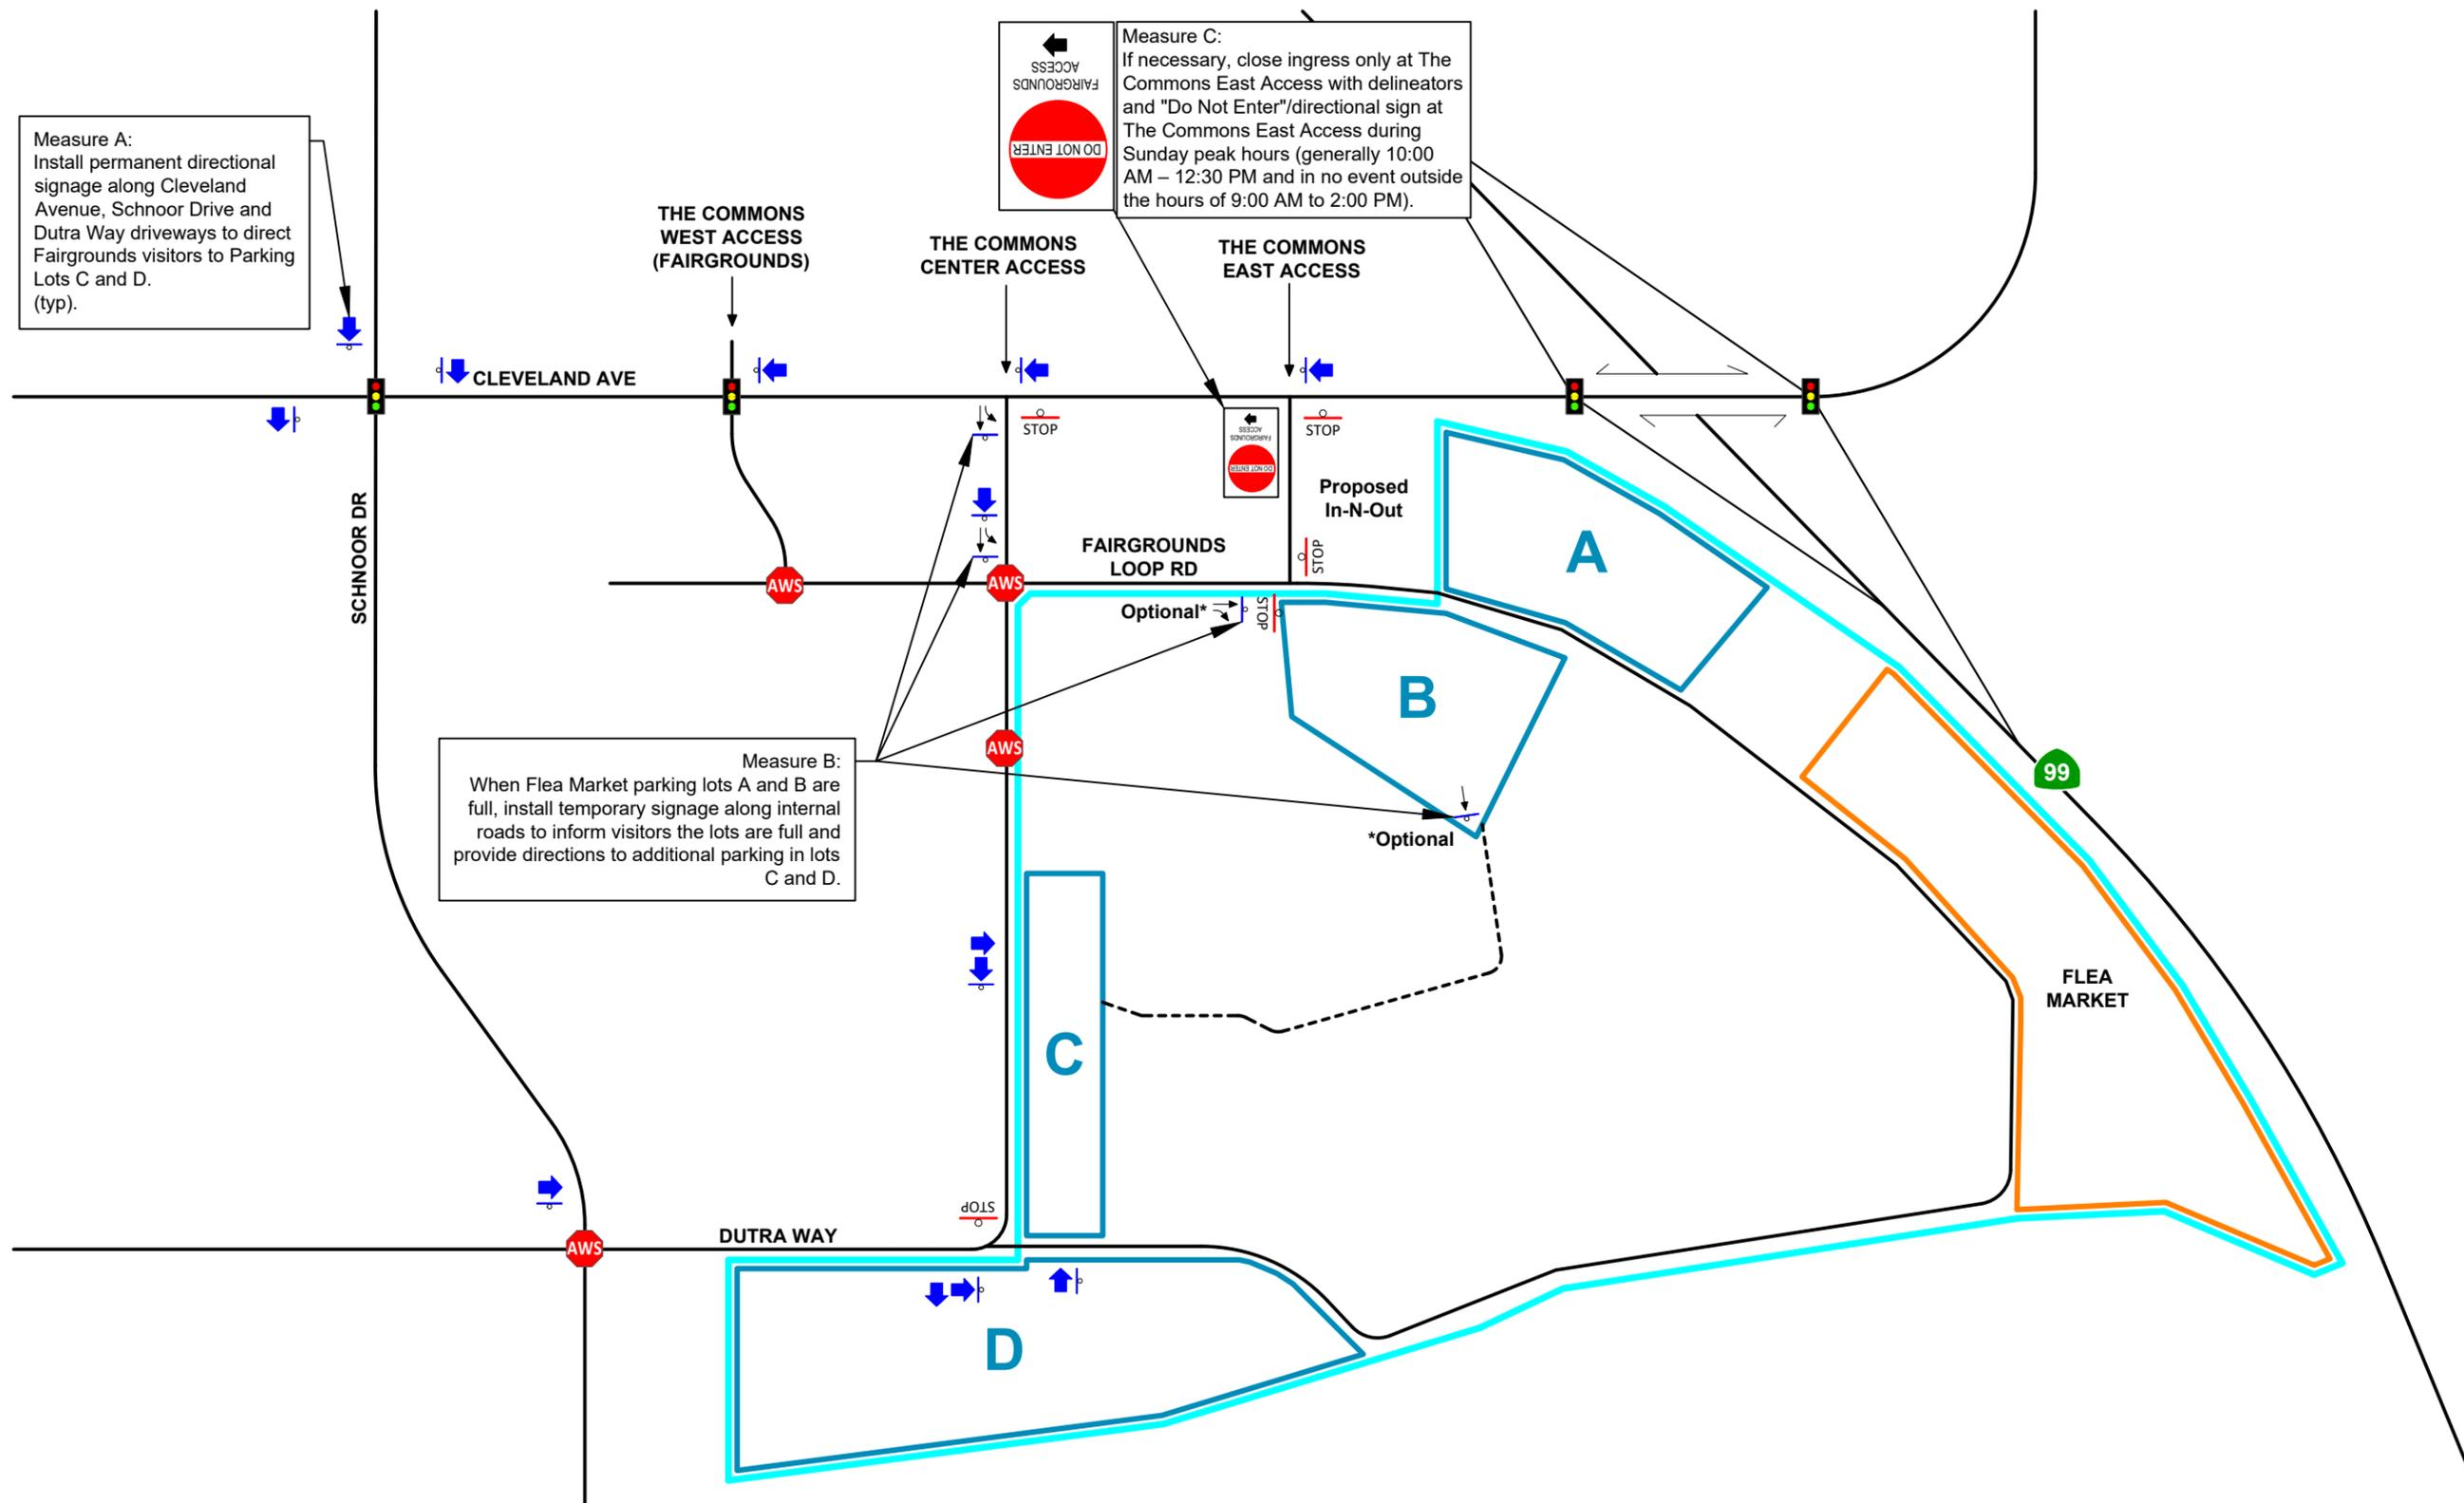 FAIRGROUNDS
ACCESS
DO NOT ENTER
Measure C:
If necessary, close ingress only at The
Commons East Access with delineators
and "Do Not Enter"/directional sign at
The Commons East Access during
Sunday peak hours (generally 10:00
AM – 12:30 PM and in no event outside
the hours of 9:00 AM to 2:00 PM).
Measure A:
Install permanent directional
signage along Cleveland
Avenue, Schnoor Drive and
Dutra Way driveways to direct
Fairgrounds visitors to Parking
Lots C and D.
(typ).
THE COMMONS
WEST ACCESS
(FAIRGROUNDS)
THE COMMONS
CENTER ACCESS
THE COMMONS
EAST ACCESS
CLEVELAND AVE
STOP
STOP
FAIRGROUNDS
ACCESS
DO NOT ENTER
Proposed
In-N-Out
SCHNOOR DR
FAIRGROUNDS
LOOP RD
STOP
A
AWS
AWS
Optional*
STOP
B
AWS
99
Measure B:
When Flea Market parking lots A and B are
full, install temporary signage along internal
roads to inform visitors the lots are full and
provide directions to additional parking in lots
C and D.
*Optional
FLEA
MARKET
C
STOP
DUTRA WAY
AWS
D